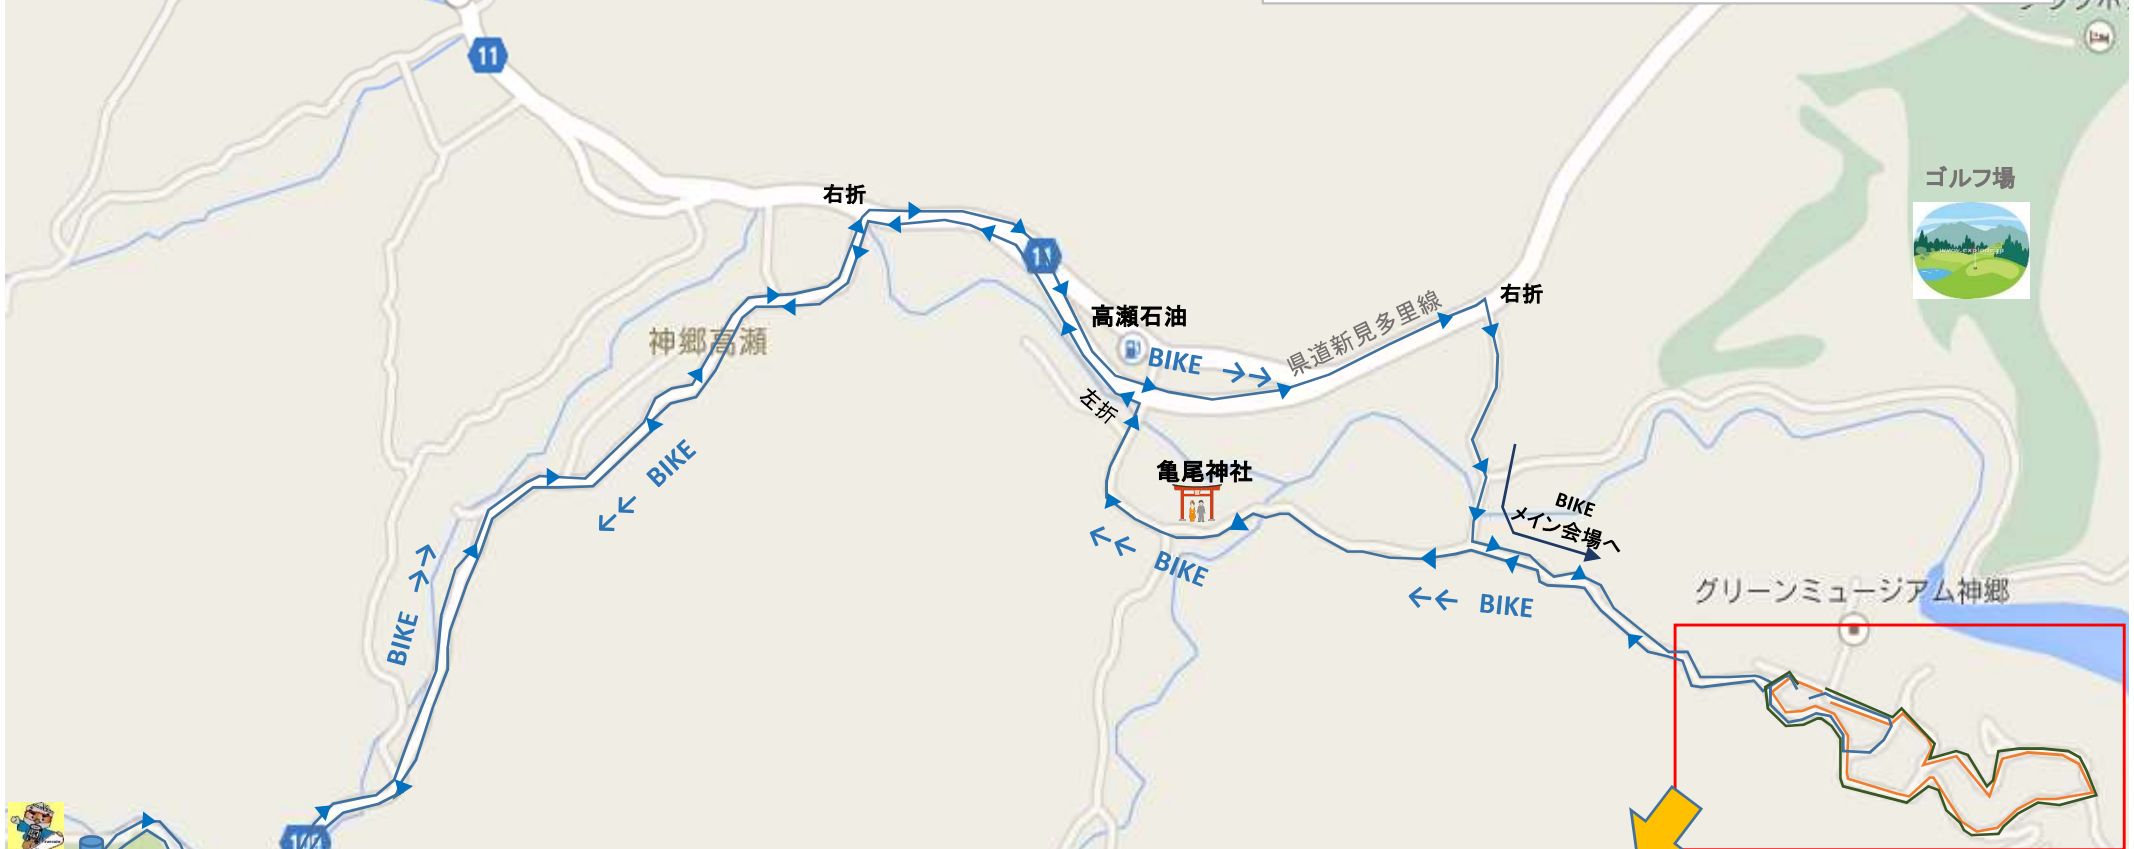 11
右折
ゴルフ場
11
高瀬石油
右折
県道新見多里線
神郷高瀬
BIKE →→
左折
←← BIKE
亀尾神社
BIKE
メイン会場へ
←← BIKE
BIKE →→
←← BIKE
グリーンミュージアム神郷